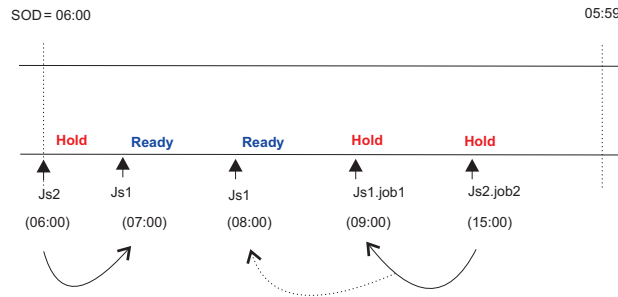 SOD = 06:00 05:59
Hold Ready Ready Hold Hold
Js2 Js1 Js1 Js1.job1 Js2.job2
(06:00) (07:00) (08:00) (09:00) (15:00)